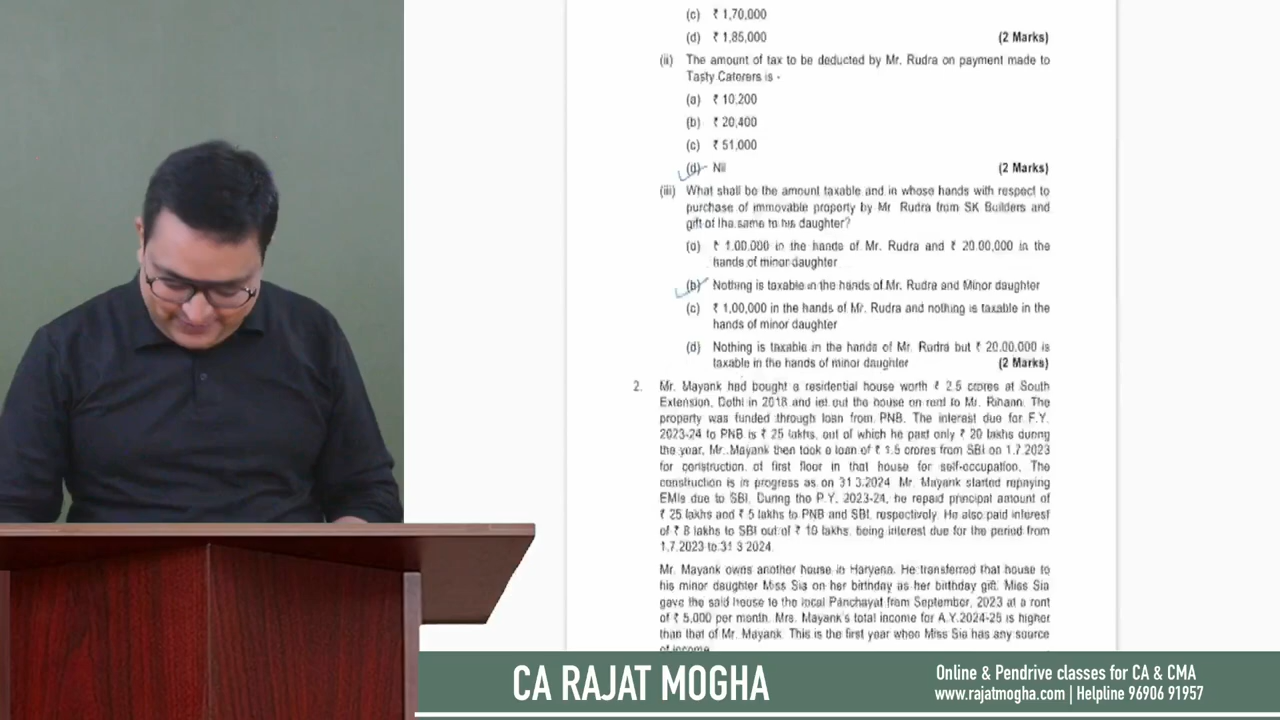 (c) ₹ 1,70,000
(d) ₹ 1,85,000 (2 Marks)
(ii) The amount of tax to be deducted by Mr. Rudra on payment made to
Tasty Caterers is -
(a) ₹ 10,200
(b) ₹ 20,400
(c) ₹ 51,000
(d) Nil (2 Marks)
(iii) What shall be the amount taxable and in whose hands with respect to
purchase of immovable property by Mr Rudra from SK Builders and
gift of the same to his daughter?
(a) ₹ 1,00,000 in the hands of Mr. Rudra and ₹ 20,00,000 in the
hands of minor daughter
(b) Nothing is taxable in the hands of Mr. Rudra and Minor daughter
(c) ₹ 1,00,000 in the hands of Mr. Rudra and nothing is taxable in the
hands of minor daughter
(d) Nothing is taxable in the hands of Mr. Rudra but ₹ 20,00,000 is
taxable in the hands of minor daughter (2 Marks)
2. Mr. Mayank had bought a residential house worth ₹ 2.5 crores at South
Extension, Delhi in 2018 and let out the house on rent to Mr. Rihann. The
property was funded through loan from PNB. The interest due for F.Y.
2023-24 to PNB is ₹ 25 lakhs, out of which he paid only ₹ 20 lakhs during
the year. Mr. Mayank then took a loan of ₹ 1.5 crores from SBI on 1.7.2023
for construction of first floor in that house for self-occupation. The
construction is in progress as on 31.3.2024. Mr. Mayank started repaying
EMIs due to SBI. During the P.Y. 2023-24, he repaid principal amount of
₹ 25 lakhs and ₹ 5 lakhs to PNB and SBI, respectively. He also paid interest
of ₹ 8 lakhs to SBI out of ₹ 10 lakhs, being interest due for the period from
1.7.2023 to 31 3 2024.
Mr. Mayank owns another house in Haryana. He transferred that house to
his minor daughter Miss Sia on her birthday as her birthday gift. Miss Sia
gave the said house to the local Panchayat from September, 2023 at a rent
of ₹ 5,000 per month. Mrs. Mayank's total income for A.Y.2024-25 is higher
than that of Mr. Mayank. This is the first year when Miss Sia has any source
of income
CA RAJAT MOGHA
Online & Pendrive classes for CA & CMA
www.rajatmogha.com | Helpline 96906 91957